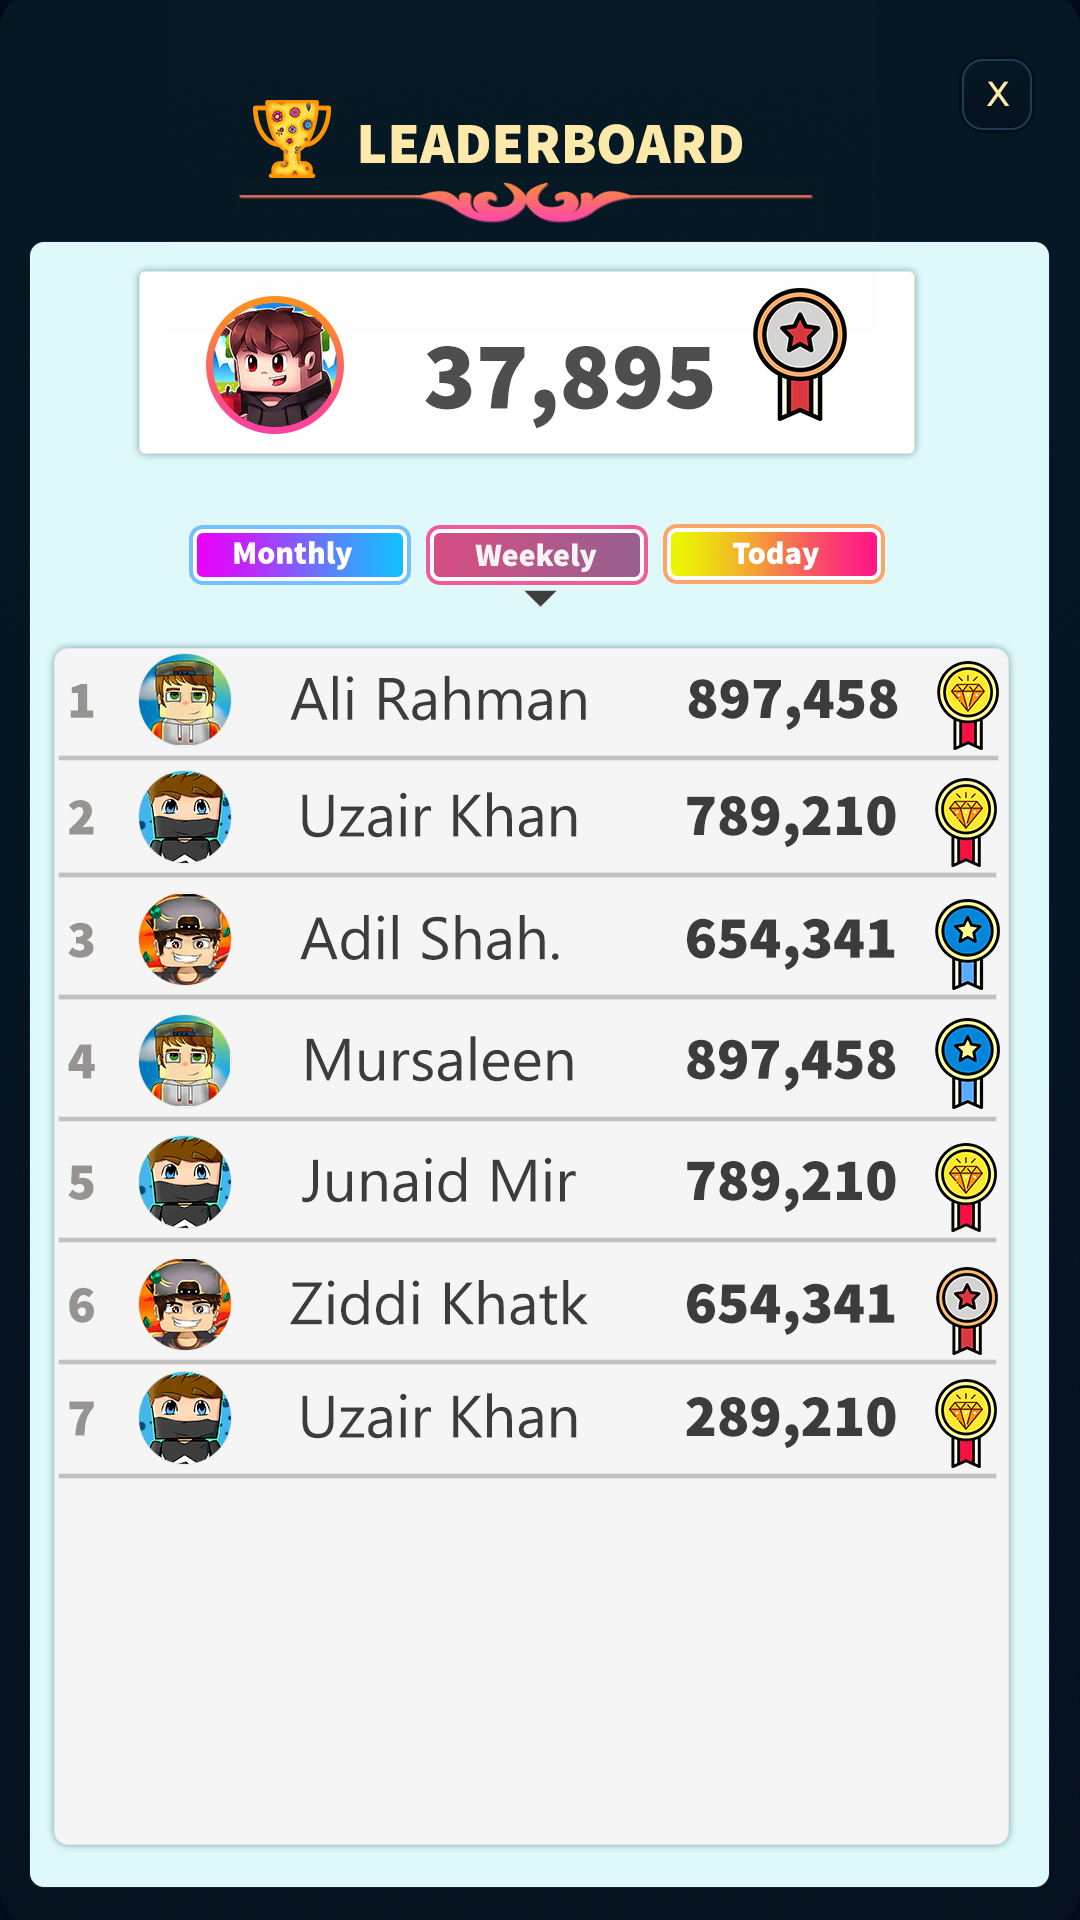 X
LEADERBOARD
37,895
Monthly Weekely Today
1 Ali Rahman 897,458
2 Uzair Khan 789,210
3 Adil Shah. 654,341
4 Mursaleen 897,458
5 Junaid Mir 789,210
6 Ziddi Khatk 654,341
7 Uzair Khan 289,210